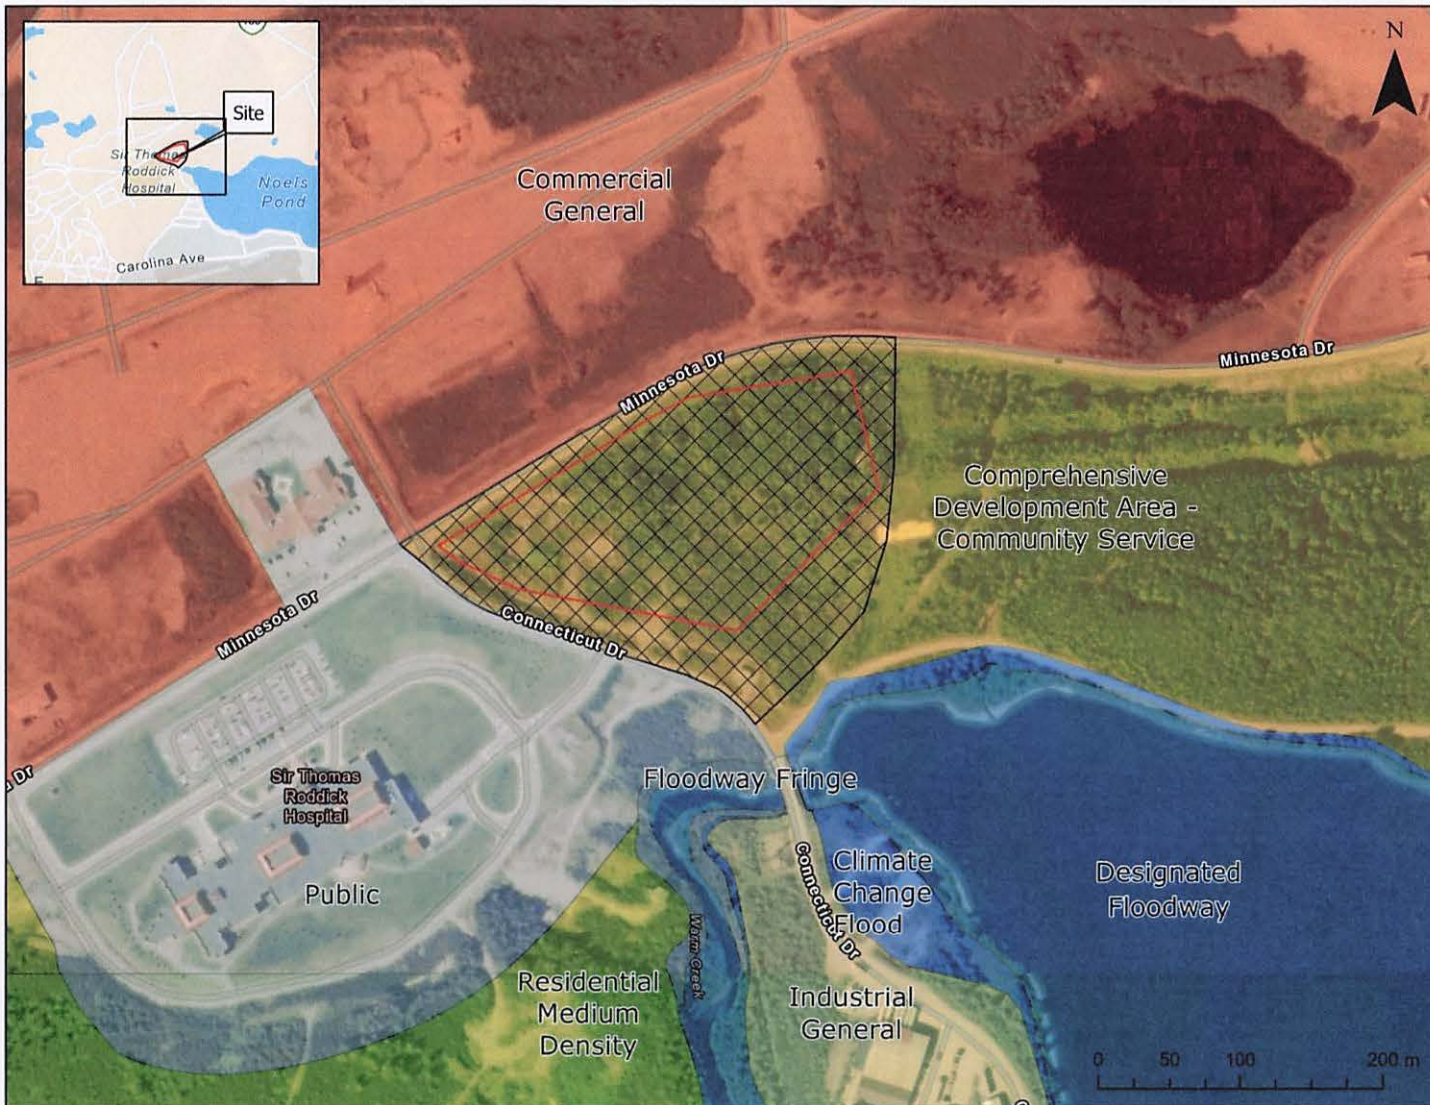 N
Site
Sir Thomas
Roddick
Hospital
Noels
Pond
Carolina Ave
Commercial
General
Minnesota Dr
Minnesota Dr
Comprehensive
Development Area -
Community Service
Minnesota Dr
Connecticut Dr
Dr
Sir Thomas
Roddick
Hospital
Public
Floodway Fringe
Climate
Change
Flood
Connecticut Dr
Designated
Floodway
Warm Creek
Residential
Medium
Density
Industrial
General
0 50 100 200 m